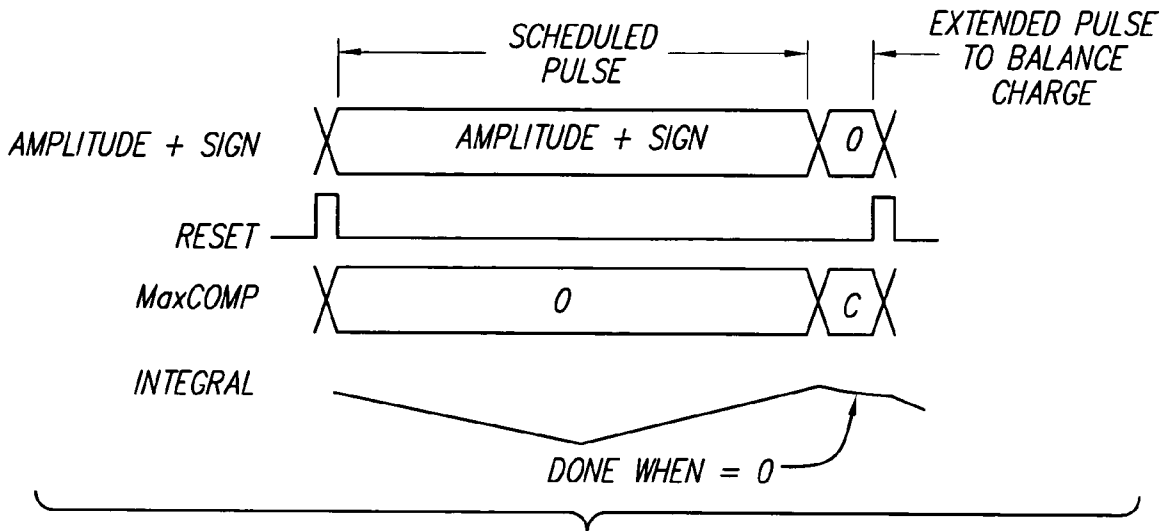 SCHEDULED
PULSE
EXTENDED PULSE
TO BALANCE
CHARGE
AMPLITUDE + SIGN
AMPLITUDE + SIGN
0
RESET
MaxCOMP
0
C
INTEGRAL
DONE WHEN = 0